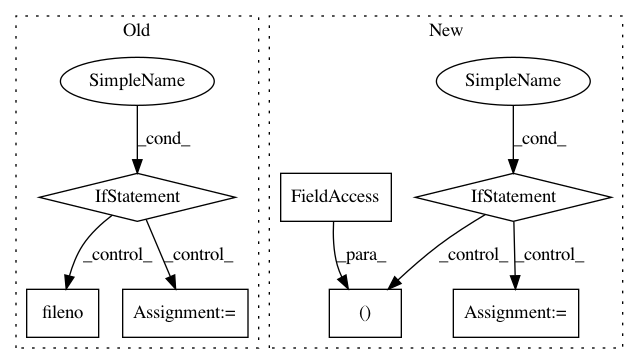 Old
New
SimpleName
SimpleName
_cond_
_cond_
IfStatement
FieldAccess
IfStatement
_control_
_control_
_para_
_control_
_control_
fileno
Assignment:=
()
Assignment:=